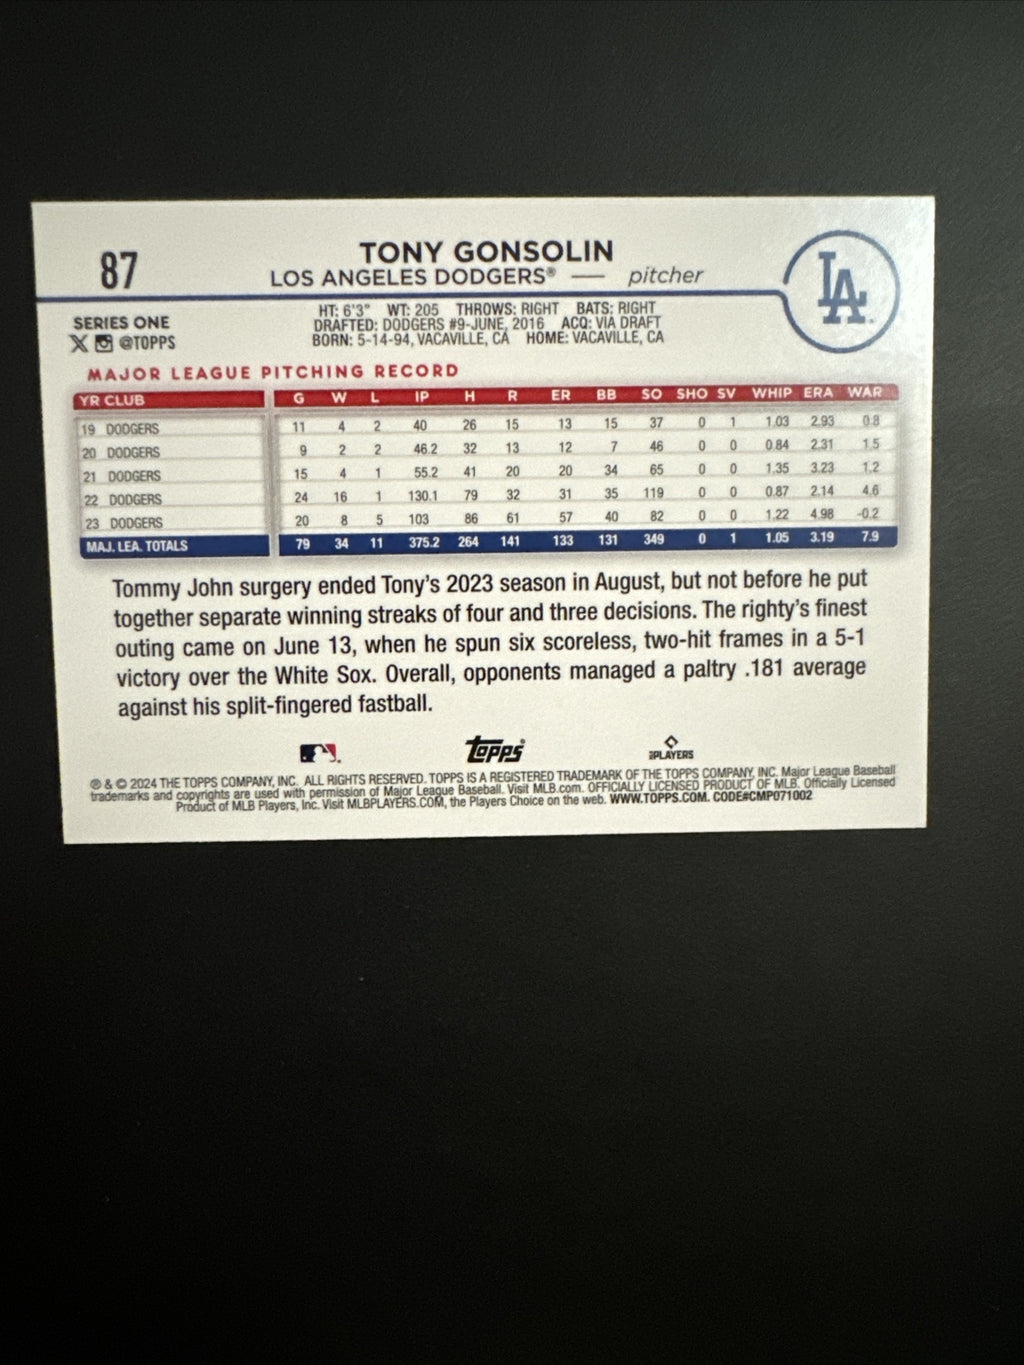 87
TONY GONSOLIN
LOS ANGELES DODGERS® — pitcher
LA
SERIES ONE
@TOPPS
HT: 6'3" WT: 205 THROWS: RIGHT BATS: RIGHT
DRAFTED: DODGERS #9-JUNE, 2016 ACQ: VIA DRAFT
BORN: 5-14-94, VACAVILLE, CA HOME: VACAVILLE, CA
MAJOR LEAGUE PITCHING RECORD
YR CLUB G W L IP H R ER BB SO SHO SV WHIP ERA WAR
19 DODGERS 11 4 2 40 26 15 13 15 37 0 1 1.03 2.93 0.8
20 DODGERS 9 2 2 46.2 32 13 12 7 46 0 0 0.84 2.31 1.5
21 DODGERS 15 4 1 55.2 41 20 20 34 65 0 0 1.35 3.23 1.2
22 DODGERS 24 16 1 130.1 79 32 31 35 119 0 0 0.87 2.14 4.6
23 DODGERS 20 8 5 103 86 61 57 40 82 0 0 1.22 4.98 -0.2
MAJ. LEA. TOTALS 79 34 11 375.2 264 141 133 131 349 0 1 1.05 3.19 7.9
Tommy John surgery ended Tony's 2023 season in August, but not before he put
together separate winning streaks of four and three decisions. The righty's finest
outing came on June 13, when he spun six scoreless, two-hit frames in a 5-1
victory over the White Sox. Overall, opponents managed a paltry .181 average
against his split-fingered fastball.
Topps®
PLAYERS
® & © 2024 THE TOPPS COMPANY, INC. ALL RIGHTS RESERVED. TOPPS IS A REGISTERED TRADEMARK OF THE TOPPS COMPANY, INC. Major League Baseball
trademarks and copyrights are used with permission of Major League Baseball. Visit MLB.com. OFFICIALLY LICENSED PRODUCT OF MLB. Officially Licensed
Product of MLB Players, Inc. Visit MLBPLAYERS.COM, the Players Choice on the web. WWW.TOPPS.COM. CODE#CMP071002